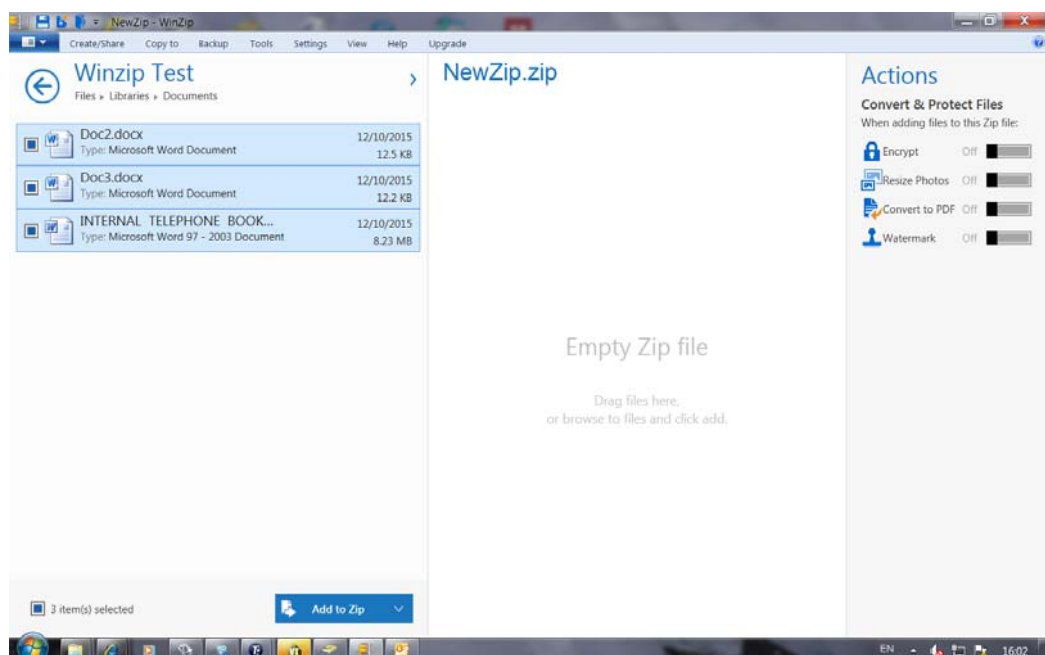 NewZip - WinZip
Create/Share Copy to Backup Tools Settings View Help Upgrade
Winzip Test
Files ▸ Libraries ▸ Documents
Doc2.docx 12/10/2015
Type: Microsoft Word Document 12.5 KB
Doc3.docx 12/10/2015
Type: Microsoft Word Document 12.2 KB
INTERNAL TELEPHONE BOOK... 12/10/2015
Type: Microsoft Word 97 - 2003 Document 8.23 MB
3 item(s) selected
Add to Zip
NewZip.zip
Empty Zip file
Drag files here,
or browse to files and click add.
Actions
Convert & Protect Files
When adding files to this Zip file:
Encrypt Off
Resize Photos Off
Convert to PDF Off
Watermark Off
EN 16:02